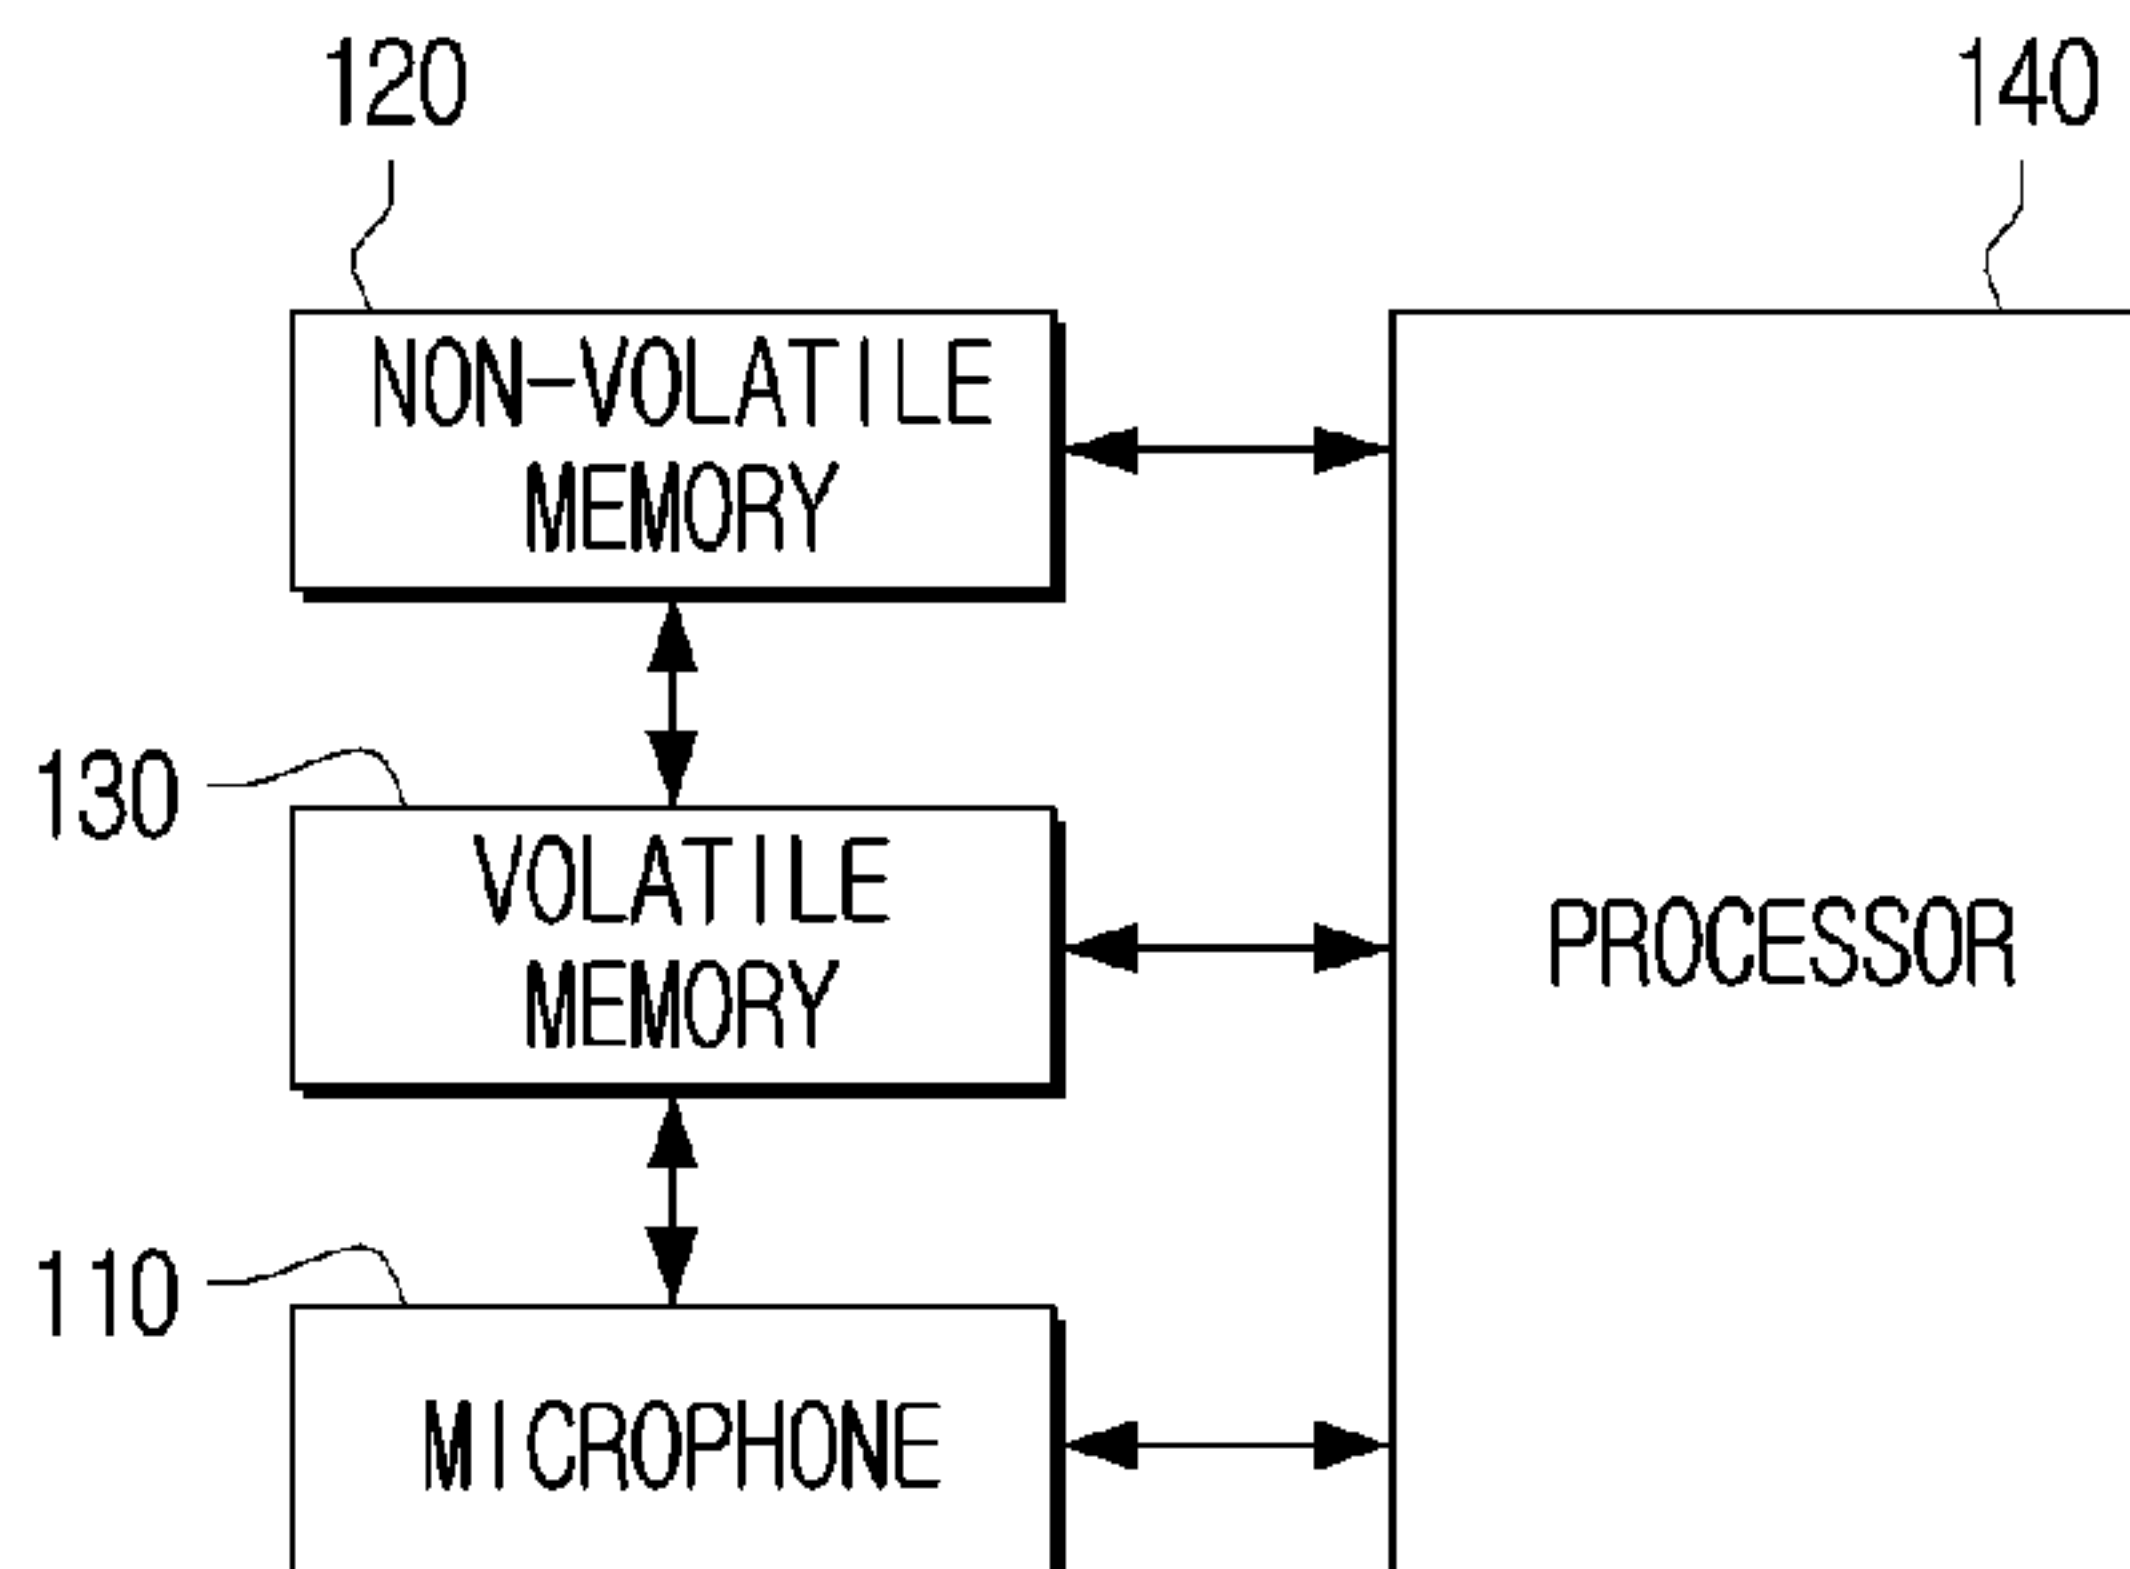 120
140
NON-VOLATILE
MEMORY
130
VOLATILE
MEMORY
PROCESSOR
110
MICROPHONE